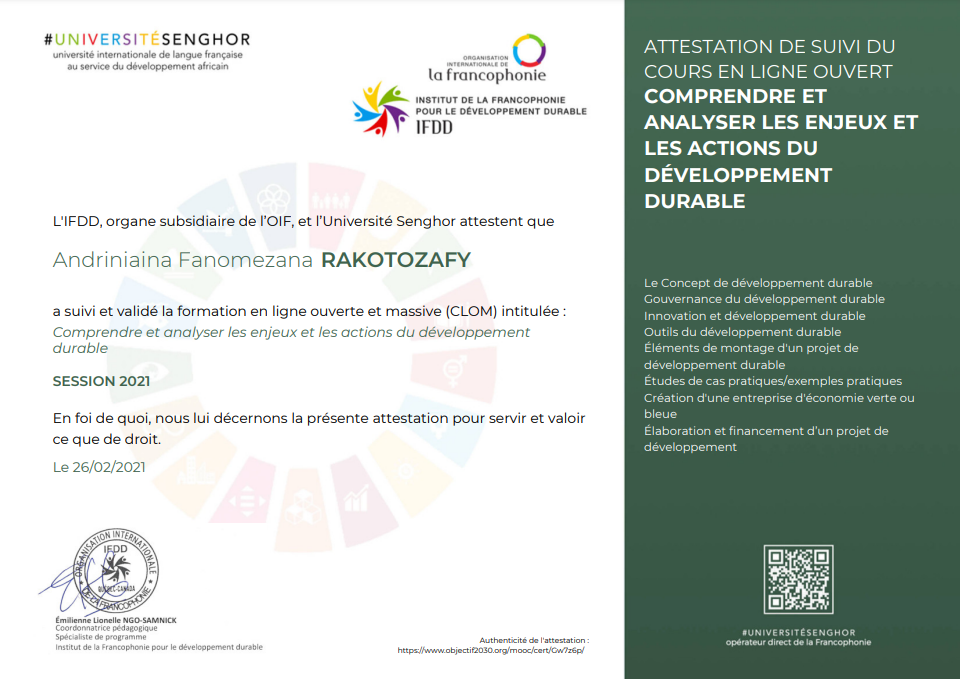 #UNIVERSITÉSENGHOR
université internationale de langue française
au service du développement africain
ORGANISATION
INTERNATIONALE DE
la francophonie
INSTITUT DE LA FRANCOPHONIE
POUR LE DÉVELOPPEMENT DURABLE
IFDD
L'IFDD, organe subsidiaire de l'OIF, et l'Université Senghor attestent que
Andriniaina Fanomezana RAKOTOZAFY
a suivi et validé la formation en ligne ouverte et massive (CLOM) intitulée :
Comprendre et analyser les enjeux et les actions du développement
durable
SESSION 2021
En foi de quoi, nous lui décernons la présente attestation pour servir et valoir
ce que de droit.
Le 26/02/2021
ORGANISATION INTERNATIONALE
IFDD
QUÉBEC-CANADA
DE LA FRANCOPHONIE
Émilienne Lionelle NGO-SAMNICK
Coordonnatrice pédagogique
Spécialiste de programme
Institut de la Francophonie pour le développement durable
Authenticité de l'attestation :
https://www.objectif2030.org/mooc/cert/Gw7z6p/
ATTESTATION DE SUIVI DU
COURS EN LIGNE OUVERT
COMPRENDRE ET
ANALYSER LES ENJEUX ET
LES ACTIONS DU
DÉVELOPPEMENT
DURABLE
Le Concept de développement durable
Gouvernance du développement durable
Innovation et développement durable
Outils du développement durable
Éléments de montage d'un projet de
développement durable
Études de cas pratiques/exemples pratiques
Création d'une entreprise d'économie verte ou
bleue
Élaboration et financement d'un projet de
développement
#UNIVERSITÉSENGHOR
opérateur direct de la Francophonie